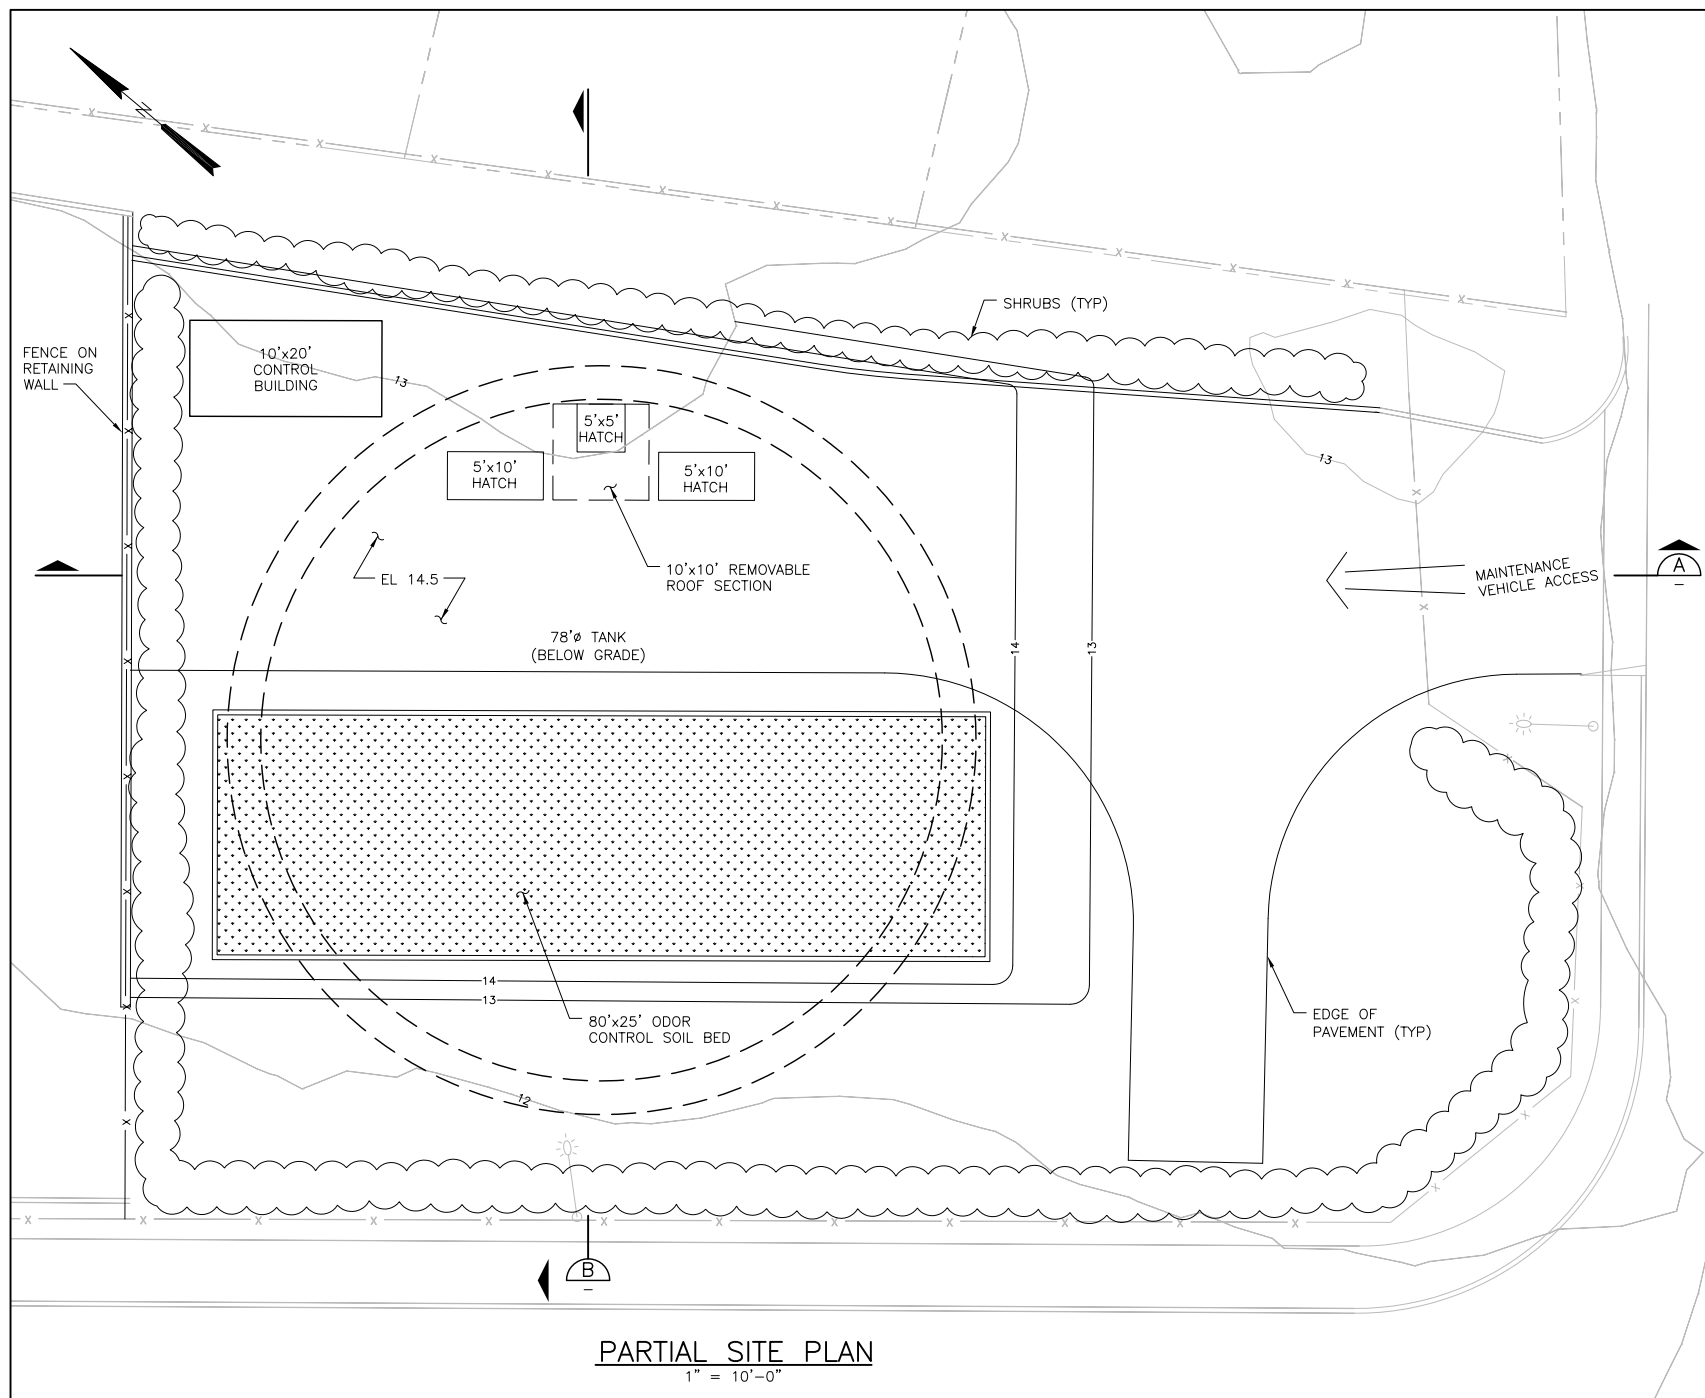 N
SHRUBS (TYP)
FENCE ON
RETAINING
WALL
10'x20'
CONTROL
BUILDING
13
5'x5'
HATCH
5'x10'
HATCH
5'x10'
HATCH
13
10'x10' REMOVABLE
ROOF SECTION
EL 14.5
MAINTENANCE
VEHICLE ACCESS
A
-
78'ø TANK
(BELOW GRADE)
14
13
14
13
80'x25' ODOR
CONTROL SOIL BED
EDGE OF
PAVEMENT (TYP)
12
B
-
PARTIAL SITE PLAN
1" = 10'-0"